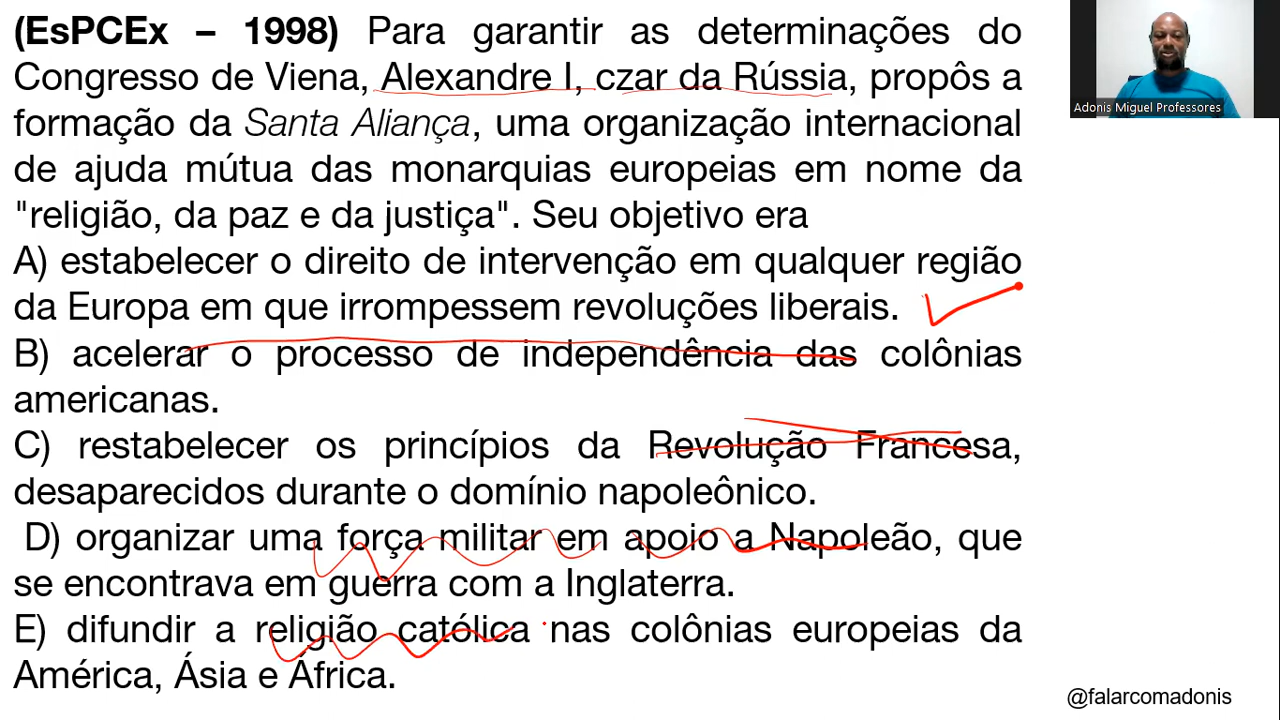 (EsPCEx – 1998) Para garantir as determinações do
Congresso de Viena, Alexandre I, czar da Rússia, propôs a
formação da Santa Aliança, uma organização internacional
de ajuda mútua das monarquias europeias em nome da
"religião, da paz e da justiça". Seu objetivo era
A) estabelecer o direito de intervenção em qualquer região
da Europa em que irrompessem revoluções liberais.
B) acelerar o processo de independência das colônias
americanas.
C) restabelecer os princípios da Revolução Francesa,
desaparecidos durante o domínio napoleônico.
D) organizar uma força militar em apoio a Napoleão, que
se encontrava em guerra com a Inglaterra.
E) difundir a religião católica nas colônias europeias da
América, Ásia e África.
Adonis Miguel Professores
@falarcomadonis